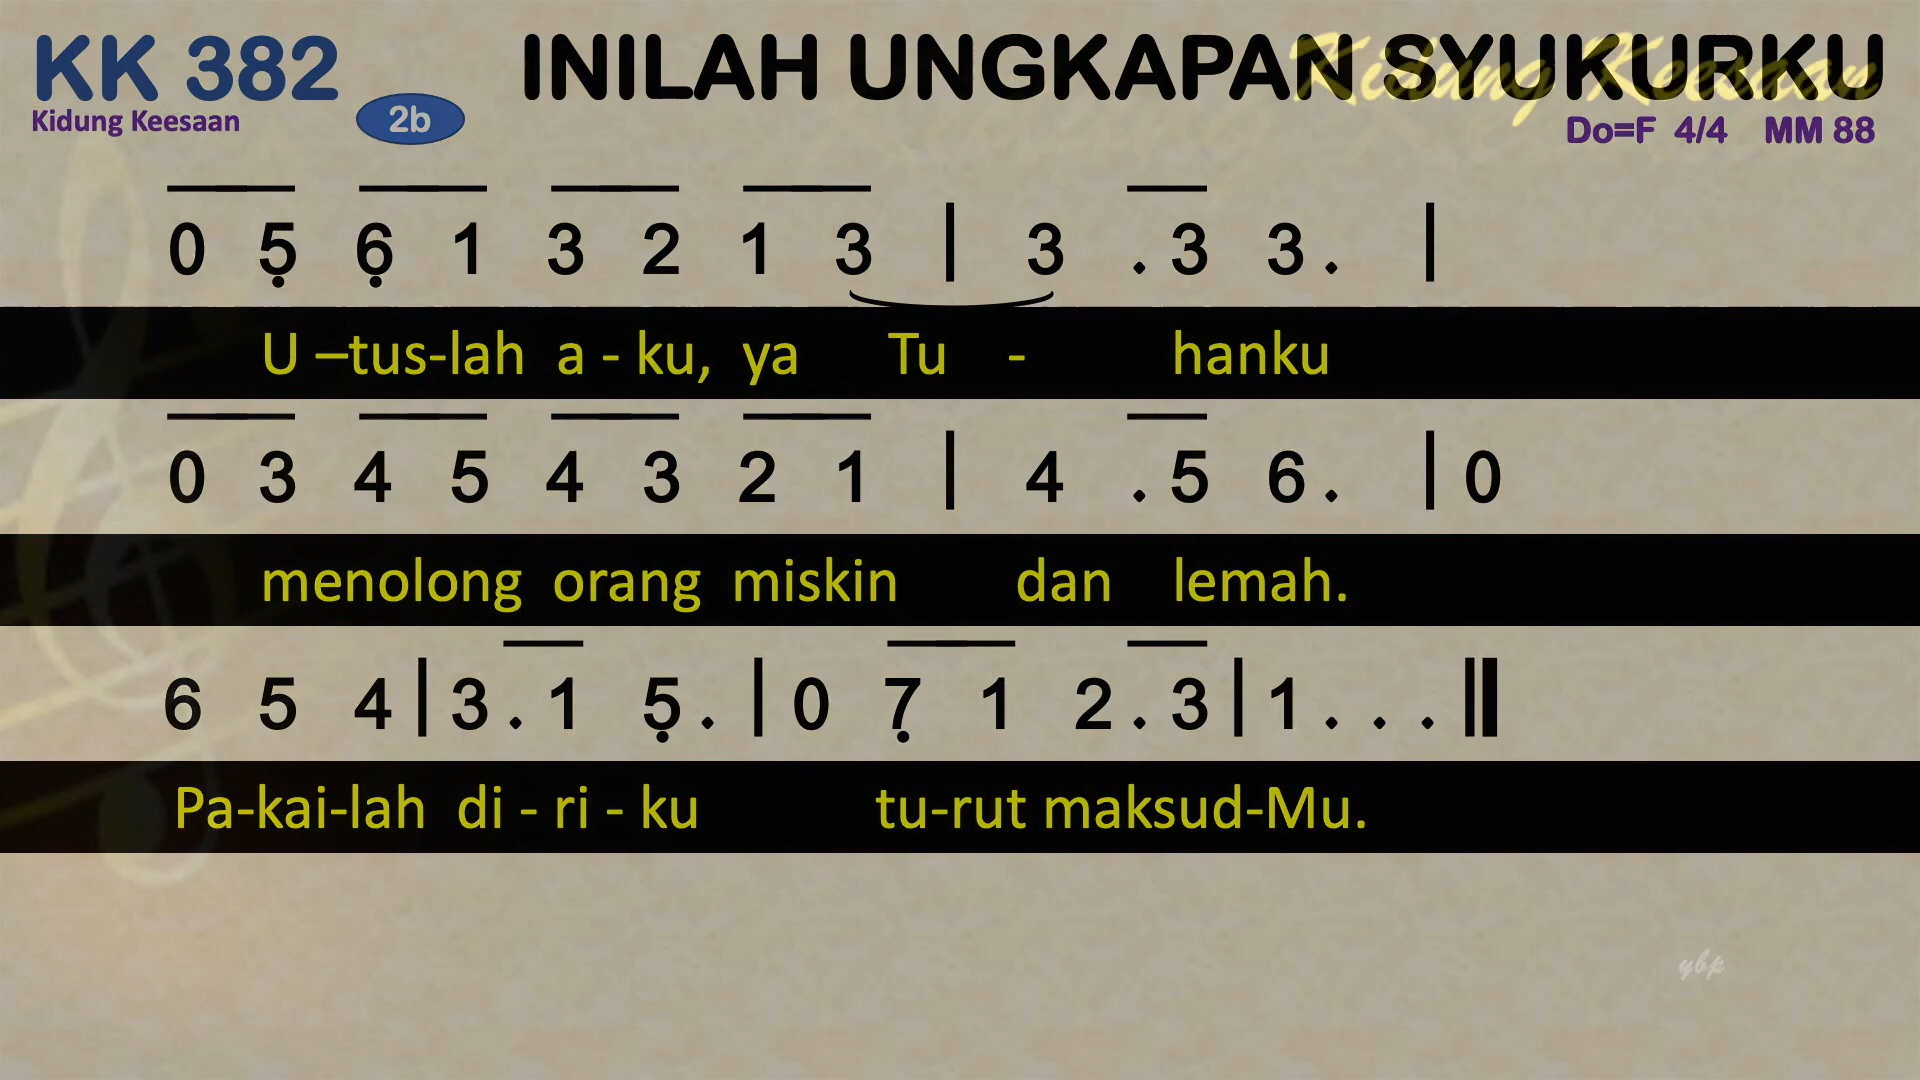 KK 382
INILAH UNGKAPAN SYUKURKU
Kidung Keesaan
Kidung Keesaan
2b
Do=F 4/4 MM 88
0 5̣ 6̣ 1 3 2 1 3 | 3 . 3 3 . |
U –tus-lah a - ku, ya Tu - hanku
0 3 4 5 4 3 2 1 | 4 . 5 6 . | 0
menolong orang miskin dan lemah.
6 5 4 | 3 . 1 5̣ . | 0 7̣ 1 2 . 3 | 1 . . . ||
Pa-kai-lah di - ri - ku tu-rut maksud-Mu.
ybp